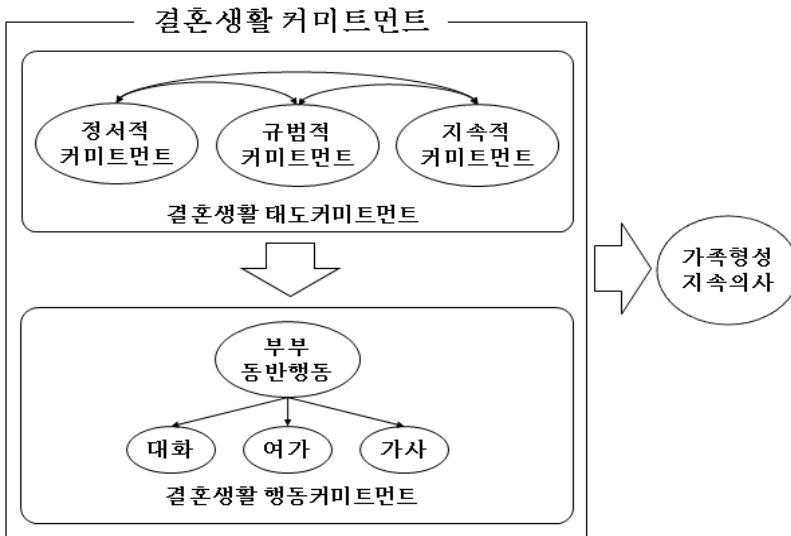 결혼생활 커미트먼트
정서적
커미트먼트
규범적
커미트먼트
지속적
커미트먼트
결혼생활 태도커미트먼트
가족형성
지속의사
부부
동반행동
대화
여가
가사
결혼생활 행동커미트먼트